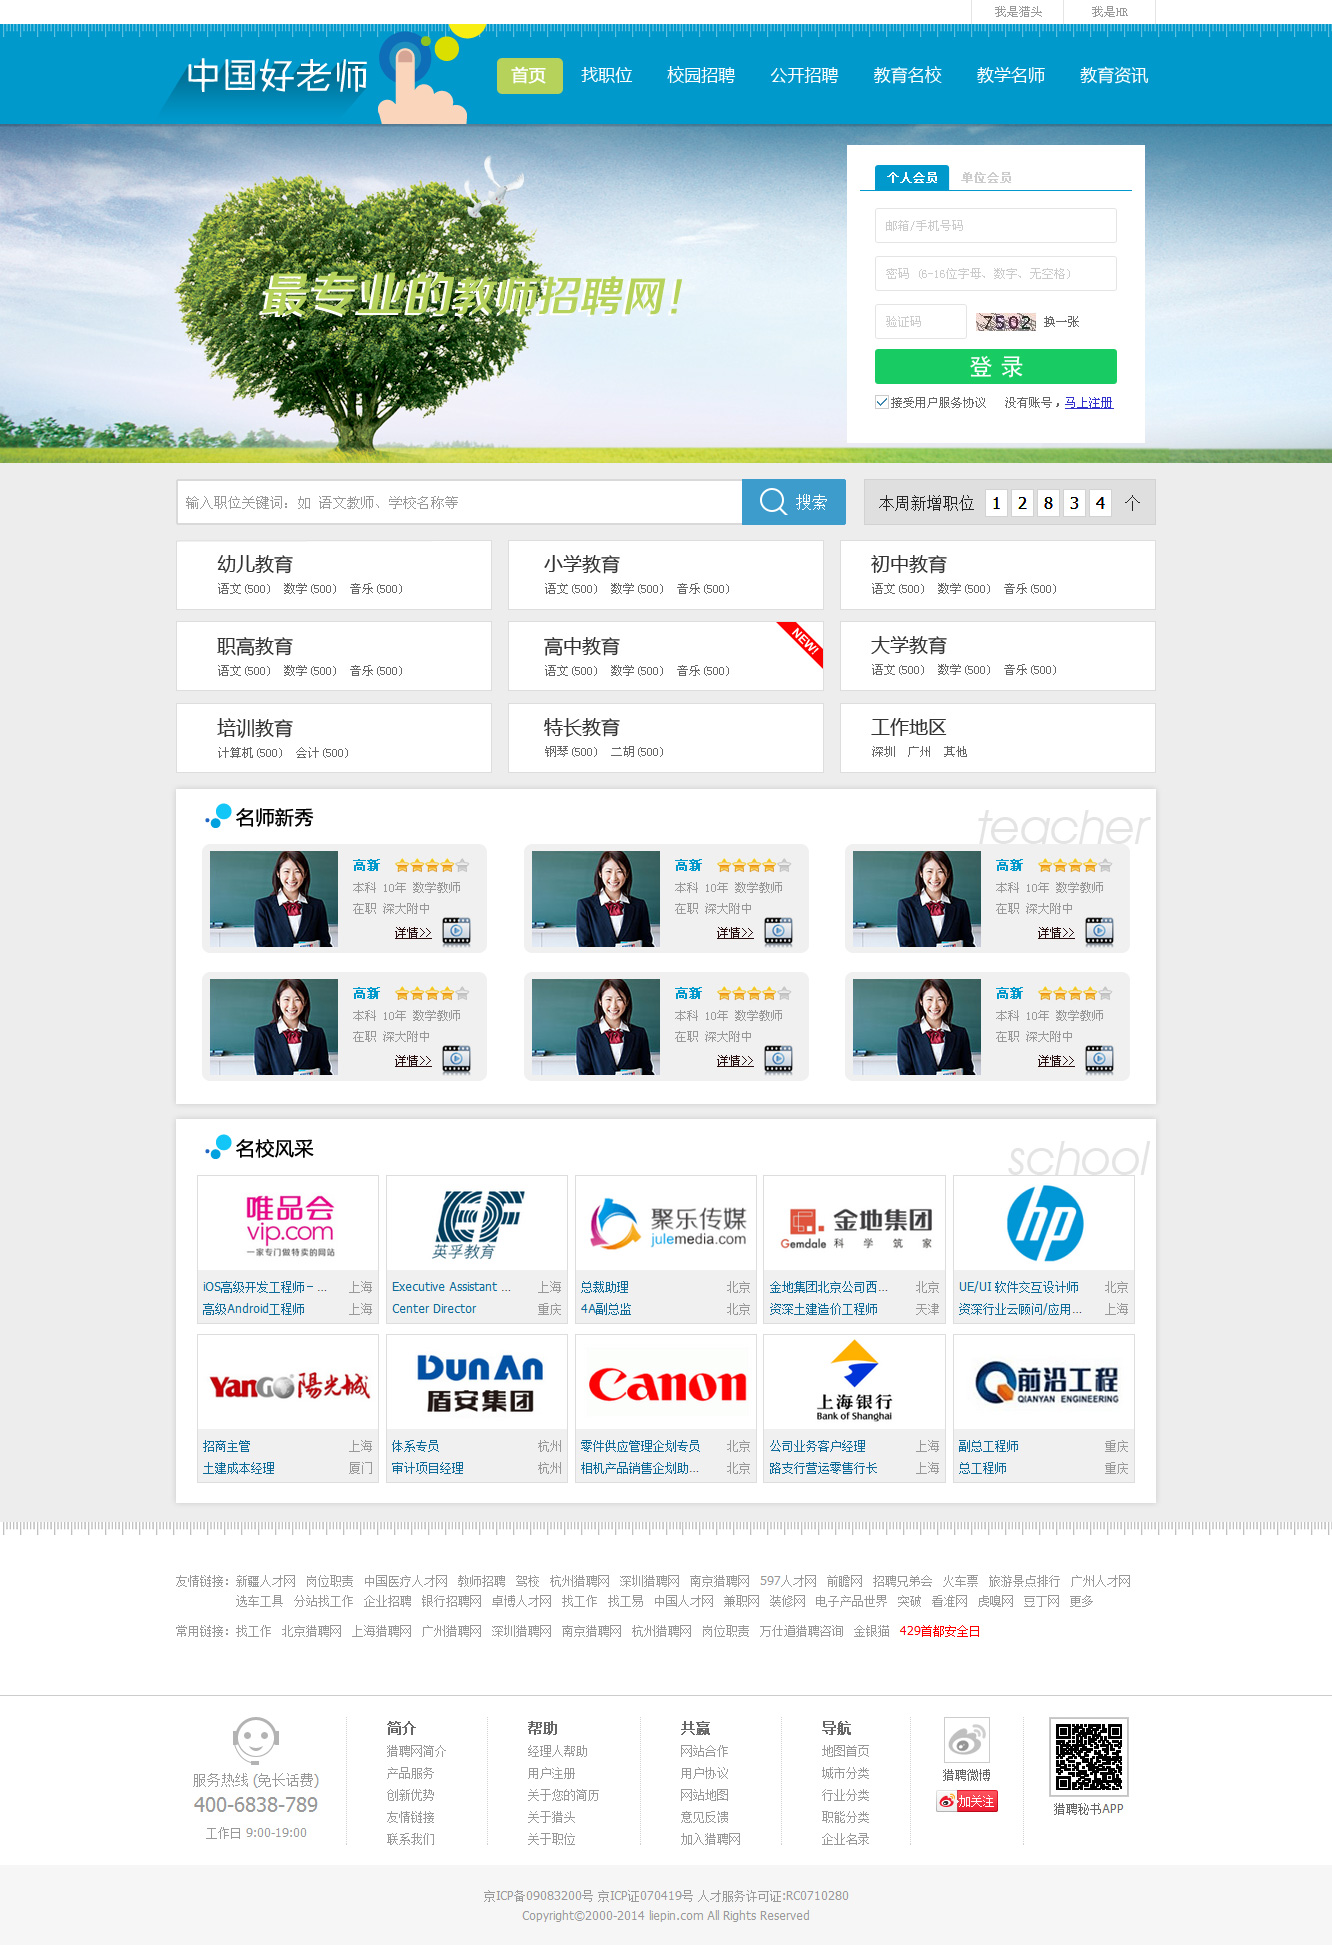 我是猎头 我是HR
中国好老师 首页 找职位 校园招聘 公开招聘 教育名校 教学名师 教育资讯
个人会员 单位会员
邮箱/手机号码
密码 (6-16位字母、数字、无空格)
最专业的教师招聘网!
验证码 7502 换一张
登 录
接受用户服务协议 没有账号，马上注册
输入职位关键词：如 语文教师、学校名称等 搜索 本周新增职位 1 2 8 3 4 个
幼儿教育 小学教育 初中教育
语文(500) 数学(500) 音乐(500) 语文(500) 数学(500) 音乐(500) 语文(500) 数学(500) 音乐(500)
NEW!
职高教育 高中教育 大学教育
语文(500) 数学(500) 音乐(500) 语文(500) 数学(500) 音乐(500) 语文(500) 数学(500) 音乐(500)
培训教育 特长教育 工作地区
计算机(500) 会计(500) 钢琴(500) 二胡(500) 深圳 广州 其他
名师新秀 teacher
高新 高新 高新
本科 10年 数学教师 本科 10年 数学教师 本科 10年 数学教师
在职 深大附中 在职 深大附中 在职 深大附中
详情>> 详情>> 详情>>
高新 高新 高新
本科 10年 数学教师 本科 10年 数学教师 本科 10年 数学教师
在职 深大附中 在职 深大附中 在职 深大附中
详情>> 详情>> 详情>>
名校风采 school
唯品会 vip.com 一家专门做特卖的网站
EF 英孚教育
聚乐传媒 julemedia.com
金地集团 Gemdale 科学筑家
hp
iOS高级开发工程师－ ... 上海 Executive Assistant ... 上海 总裁助理 北京 金地集团北京公司西... 北京 UE/UI 软件交互设计师 北京
高级Android工程师 上海 Center Director 重庆 4A副总监 北京 资深土建造价工程师 天津 资深行业云顾问/应用... 上海
YanGO 陽光城
DunAn 盾安集团
Canon
上海银行 Bank of Shanghai
前沿工程 QIANYAN ENGINEERING
招商主管 上海 体系专员 杭州 零件供应管理企划专员 北京 公司业务客户经理 上海 副总工程师 重庆
土建成本经理 厦门 审计项目经理 杭州 相机产品销售企划助... 北京 路支行营运零售行长 上海 总工程师 重庆
友情链接：新疆人才网 岗位职责 中国医疗人才网 教师招聘 驾校 杭州猎聘网 深圳猎聘网 南京猎聘网 597人才网 前瞻网 招聘兄弟会 火车票 旅游景点排行 广州人才网
选车工具 分站找工作 企业招聘 银行招聘网 卓博人才网 找工作 找工易 中国人才网 兼职网 装修网 电子产品世界 突破 看准网 虎嗅网 豆丁网 更多
常用链接：找工作 北京猎聘网 上海猎聘网 广州猎聘网 深圳猎聘网 南京猎聘网 杭州猎聘网 岗位职责 万仕道猎聘咨询 金银猫 429首都安全日
服务热线 (免长话费)
400-6838-789
工作日 9:00-19:00
简介
猎聘网简介
产品服务
创新优势
友情链接
联系我们
帮助
经理人帮助
用户注册
关于您的简历
关于猎头
关于职位
共赢
网站合作
用户协议
网站地图
意见反馈
加入猎聘网
导航
地图首页
城市分类
行业分类
职能分类
企业名录
猎聘微博
加关注
猎聘秘书APP
京ICP备09083200号 京ICP证070419号 人才服务许可证:RC0710280
Copyright©2000-2014 liepin.com All Rights Reserved